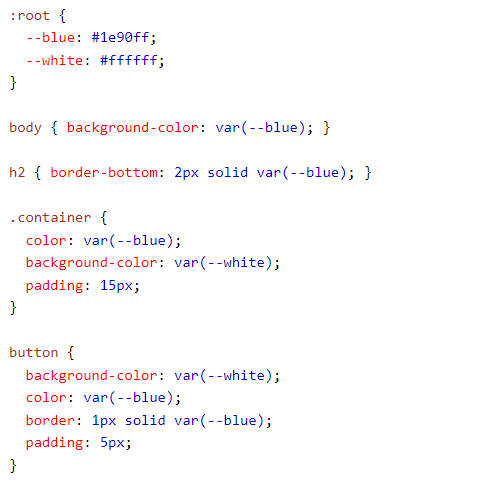 :root {
  --blue: #1e90ff;
  --white: #ffffff;
}

body { background-color: var(--blue); }

h2 { border-bottom: 2px solid var(--blue); }

.container {
  color: var(--blue);
  background-color: var(--white);
  padding: 15px;
}

button {
  background-color: var(--white);
  color: var(--blue);
  border: 1px solid var(--blue);
  padding: 5px;
}